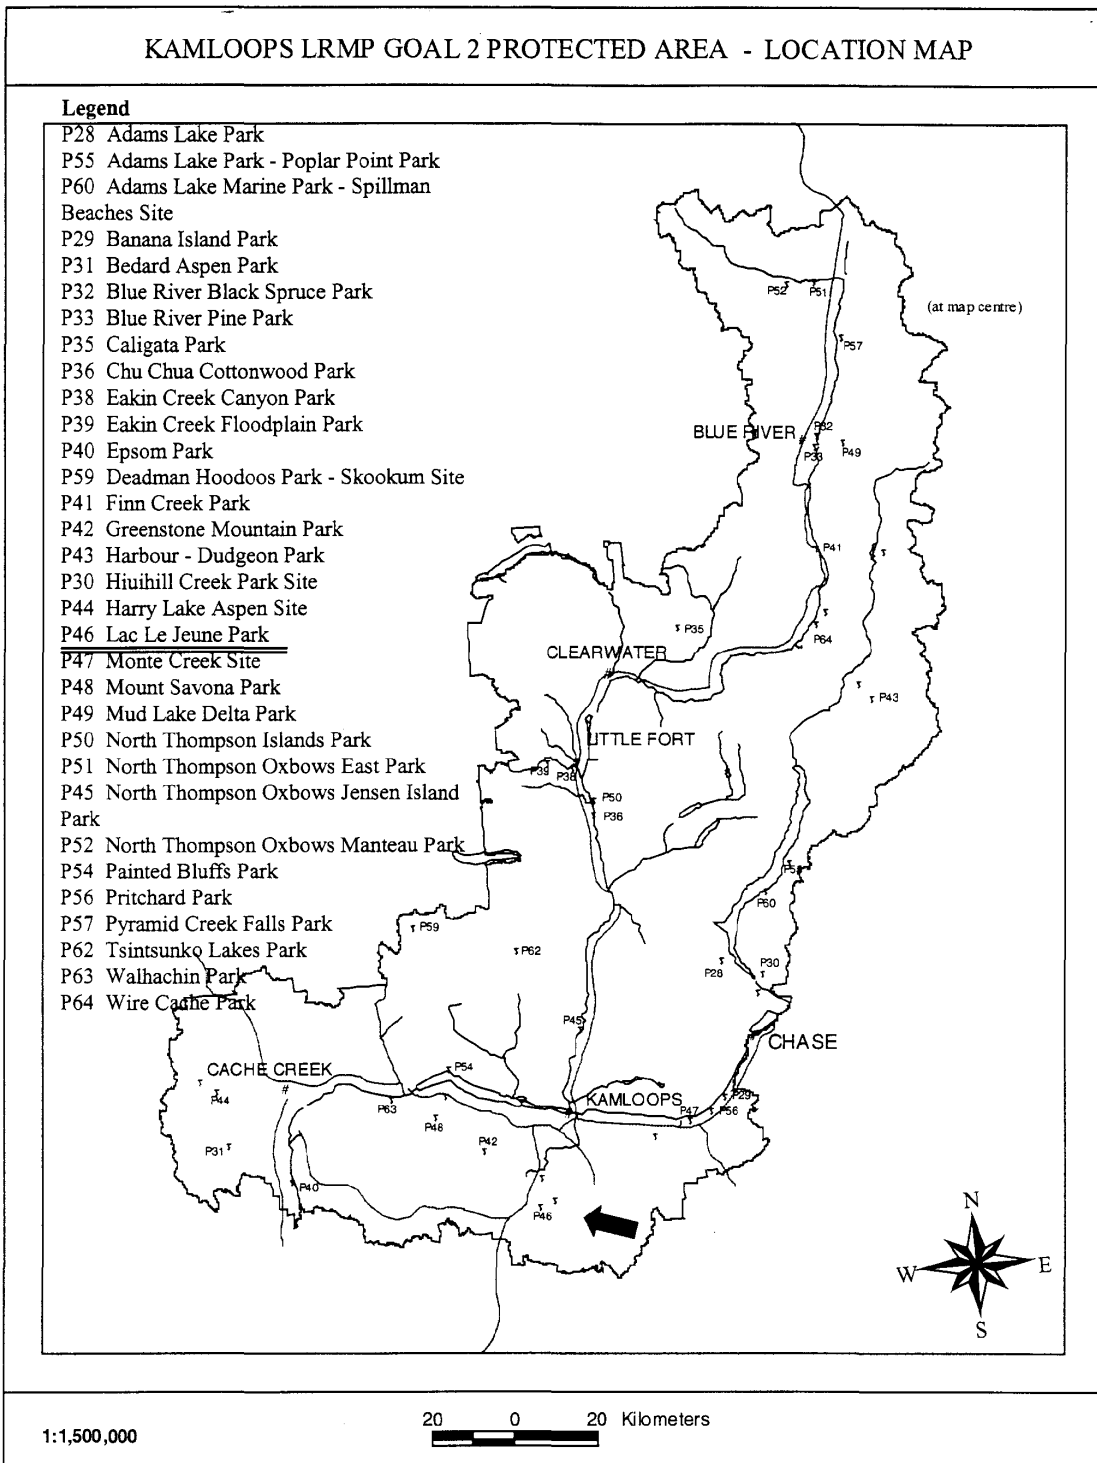 KAMLOOPS LRMP GOAL 2 PROTECTED AREA - LOCATION MAP
Legend
P28 Adams Lake Park
P55 Adams Lake Park - Poplar Point Park
P60 Adams Lake Marine Park - Spillman
Beaches Site
P29 Banana Island Park
P31 Bedard Aspen Park
P32 Blue River Black Spruce Park
P33 Blue River Pine Park
P35 Caligata Park
P36 Chu Chua Cottonwood Park
P38 Eakin Creek Canyon Park
P39 Eakin Creek Floodplain Park
P40 Epsom Park
P59 Deadman Hoodoos Park - Skookum Site
P41 Finn Creek Park
P42 Greenstone Mountain Park
P43 Harbour - Dudgeon Park
P30 Hiuihill Creek Park Site
P44 Harry Lake Aspen Site
P46 Lac Le Jeune Park
P47 Monte Creek Site
P48 Mount Savona Park
P49 Mud Lake Delta Park
P50 North Thompson Islands Park
P51 North Thompson Oxbows East Park
P45 North Thompson Oxbows Jensen Island
Park
P52 North Thompson Oxbows Manteau Park
P54 Painted Bluffs Park
P56 Pritchard Park
P57 Pyramid Creek Falls Park
P62 Tsintsunko Lakes Park
P63 Walhachin Park
P64 Wire Cache Park
P52
P51
(at map centre)
P57
BLUE RIVER
P32
P33
P49
P41
P35
P64
CLEARWATER
P43
LITTLE FORT
P39
P38
P50
P36
P60
P59
P62
P28
P30
P45
CHASE
CACHE CREEK
P54
P44
P63
KAMLOOPS
P29
P47
P56
P48
P42
P31
P40
P46
N
W
E
S
20 0 20 Kilometers
1:1,500,000